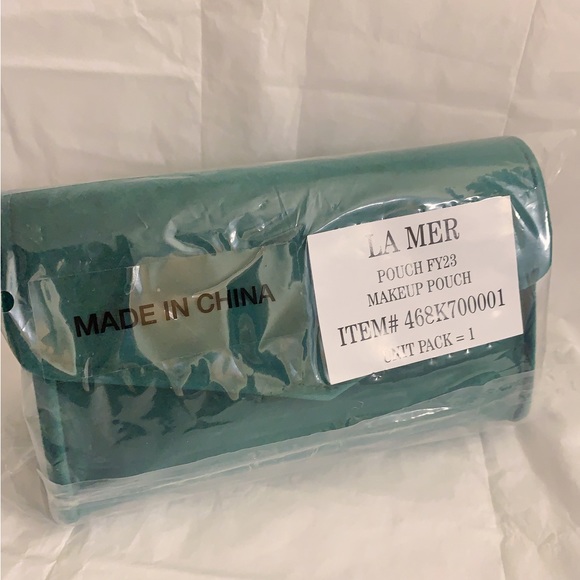 MADE IN CHINA
LA MER
POUCH FY23
MAKEUP POUCH
ITEM# 468K700001
UNIT PACK = 1